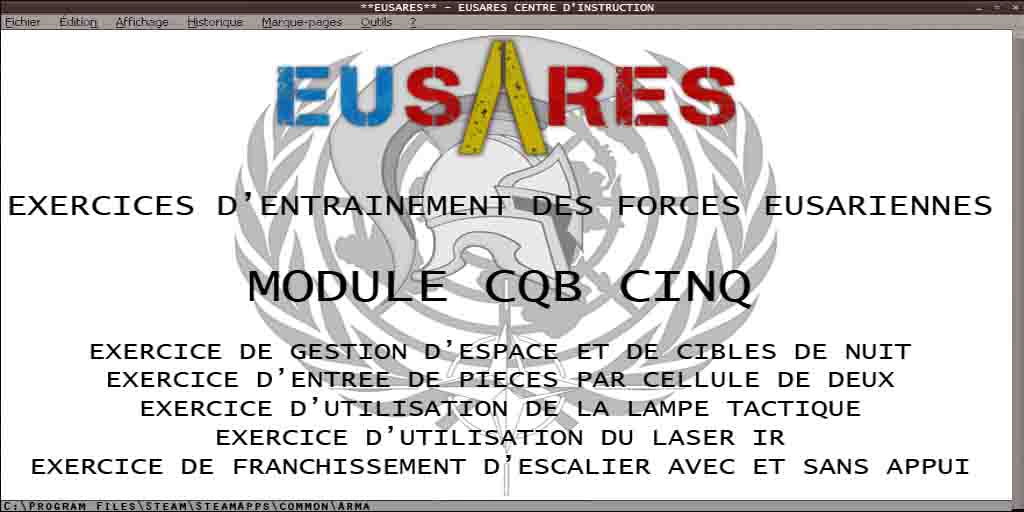 **EUSARES** - EUSARES CENTRE D'INSTRUCTION
Fichier Édition Affichage Historique Marque-pages Outils ?
EUSARES
EXERCICES D'ENTRAINEMENT DES FORCES EUSARIENNES
MODULE CQB CINQ
EXERCICE DE GESTION D'ESPACE ET DE CIBLES DE NUIT
EXERCICE D'ENTREE DE PIECES PAR CELLULE DE DEUX
EXERCICE D'UTILISATION DE LA LAMPE TACTIQUE
EXERCICE D'UTILISATION DU LASER IR
EXERCICE DE FRANCHISSEMENT D'ESCALIER AVEC ET SANS APPUI
C:\Program Files\Steam\SteamApps\common\Arma